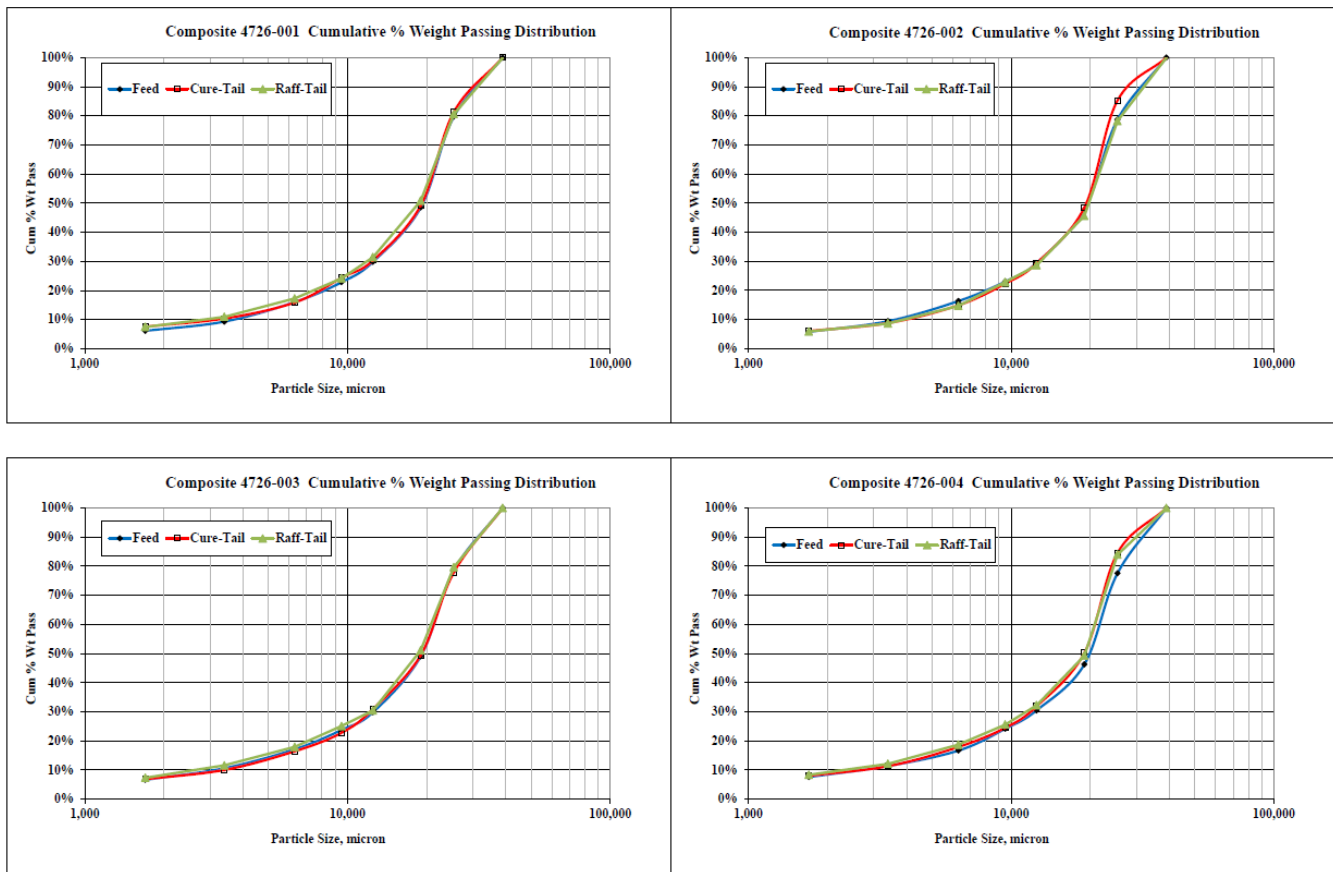 Composite 4726-001 Cumulative % Weight Passing Distribution
100%
90%
80%
70%
60%
50%
40%
30%
20%
10%
0%
Cum % Wt Pass
Feed Cure-Tail Raff-Tail
1,000 10,000 100,000
Particle Size, micron
Composite 4726-002 Cumulative % Weight Passing Distribution
100%
90%
80%
70%
60%
50%
40%
30%
20%
10%
0%
Cum % Wt Pass
Feed Cure-Tail Raff-Tail
1,000 10,000 100,000
Particle Size, micron
Composite 4726-003 Cumulative % Weight Passing Distribution
100%
90%
80%
70%
60%
50%
40%
30%
20%
10%
0%
Cum % Wt Pass
Feed Cure-Tail Raff-Tail
1,000 10,000 100,000
Particle Size, micron
Composite 4726-004 Cumulative % Weight Passing Distribution
100%
90%
80%
70%
60%
50%
40%
30%
20%
10%
0%
Cum % Wt Pass
Feed Cure-Tail Raff-Tail
1,000 10,000 100,000
Particle Size, micron